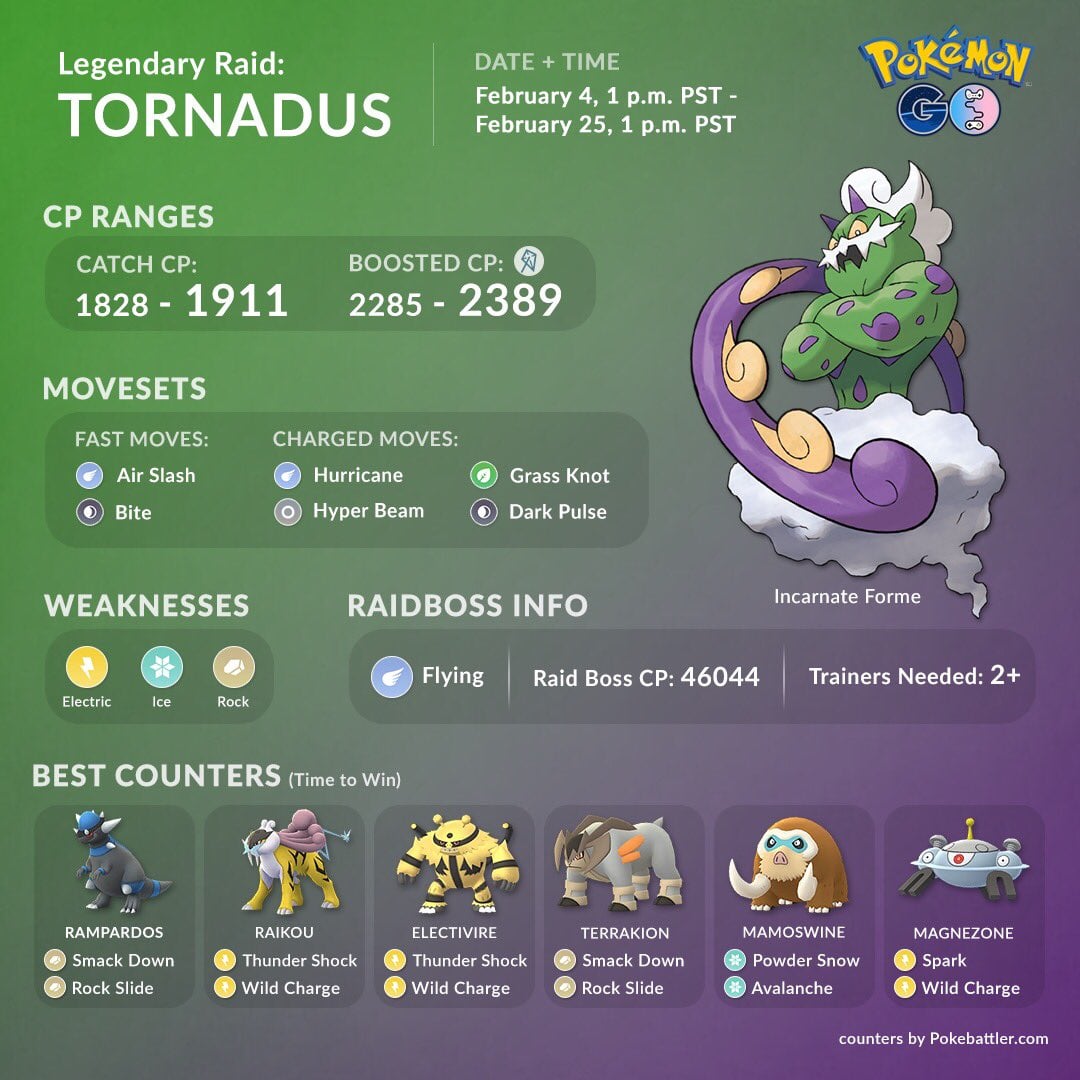 Legendary Raid:
TORNADUS
DATE + TIME
February 4, 1 p.m. PST -
February 25, 1 p.m. PST
POKéMON
GO
CP RANGES
CATCH CP:
1828 - 1911
BOOSTED CP:
2285 - 2389
MOVESETS
FAST MOVES:
Air Slash
Bite
CHARGED MOVES:
Hurricane
Grass Knot
Hyper Beam
Dark Pulse
Incarnate Forme
WEAKNESSES
Electric
Ice
Rock
RAIDBOSS INFO
Flying
Raid Boss CP: 46044
Trainers Needed: 2+
BEST COUNTERS (Time to Win)
RAMPARDOS
Smack Down
Rock Slide
RAIKOU
Thunder Shock
Wild Charge
ELECTIVIRE
Thunder Shock
Wild Charge
TERRAKION
Smack Down
Rock Slide
MAMOSWINE
Powder Snow
Avalanche
MAGNEZONE
Spark
Wild Charge
counters by Pokebattler.com